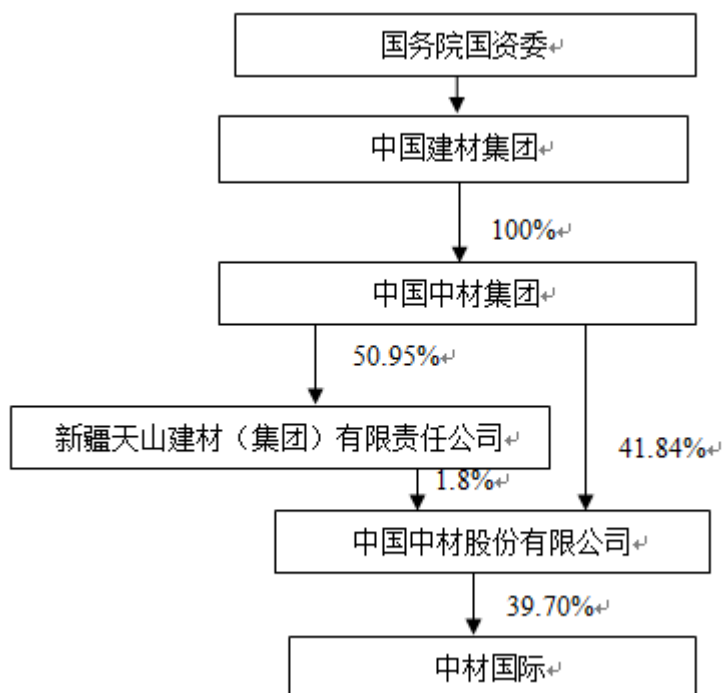 国务院国资委↵
中国建材集团↵
100%↵
中国中材集团↵
50.95%↵
新疆天山建材（集团）有限责任公司↵
41.84%↵
1.8%↵
中国中材股份有限公司↵
39.70%↵
中材国际↵